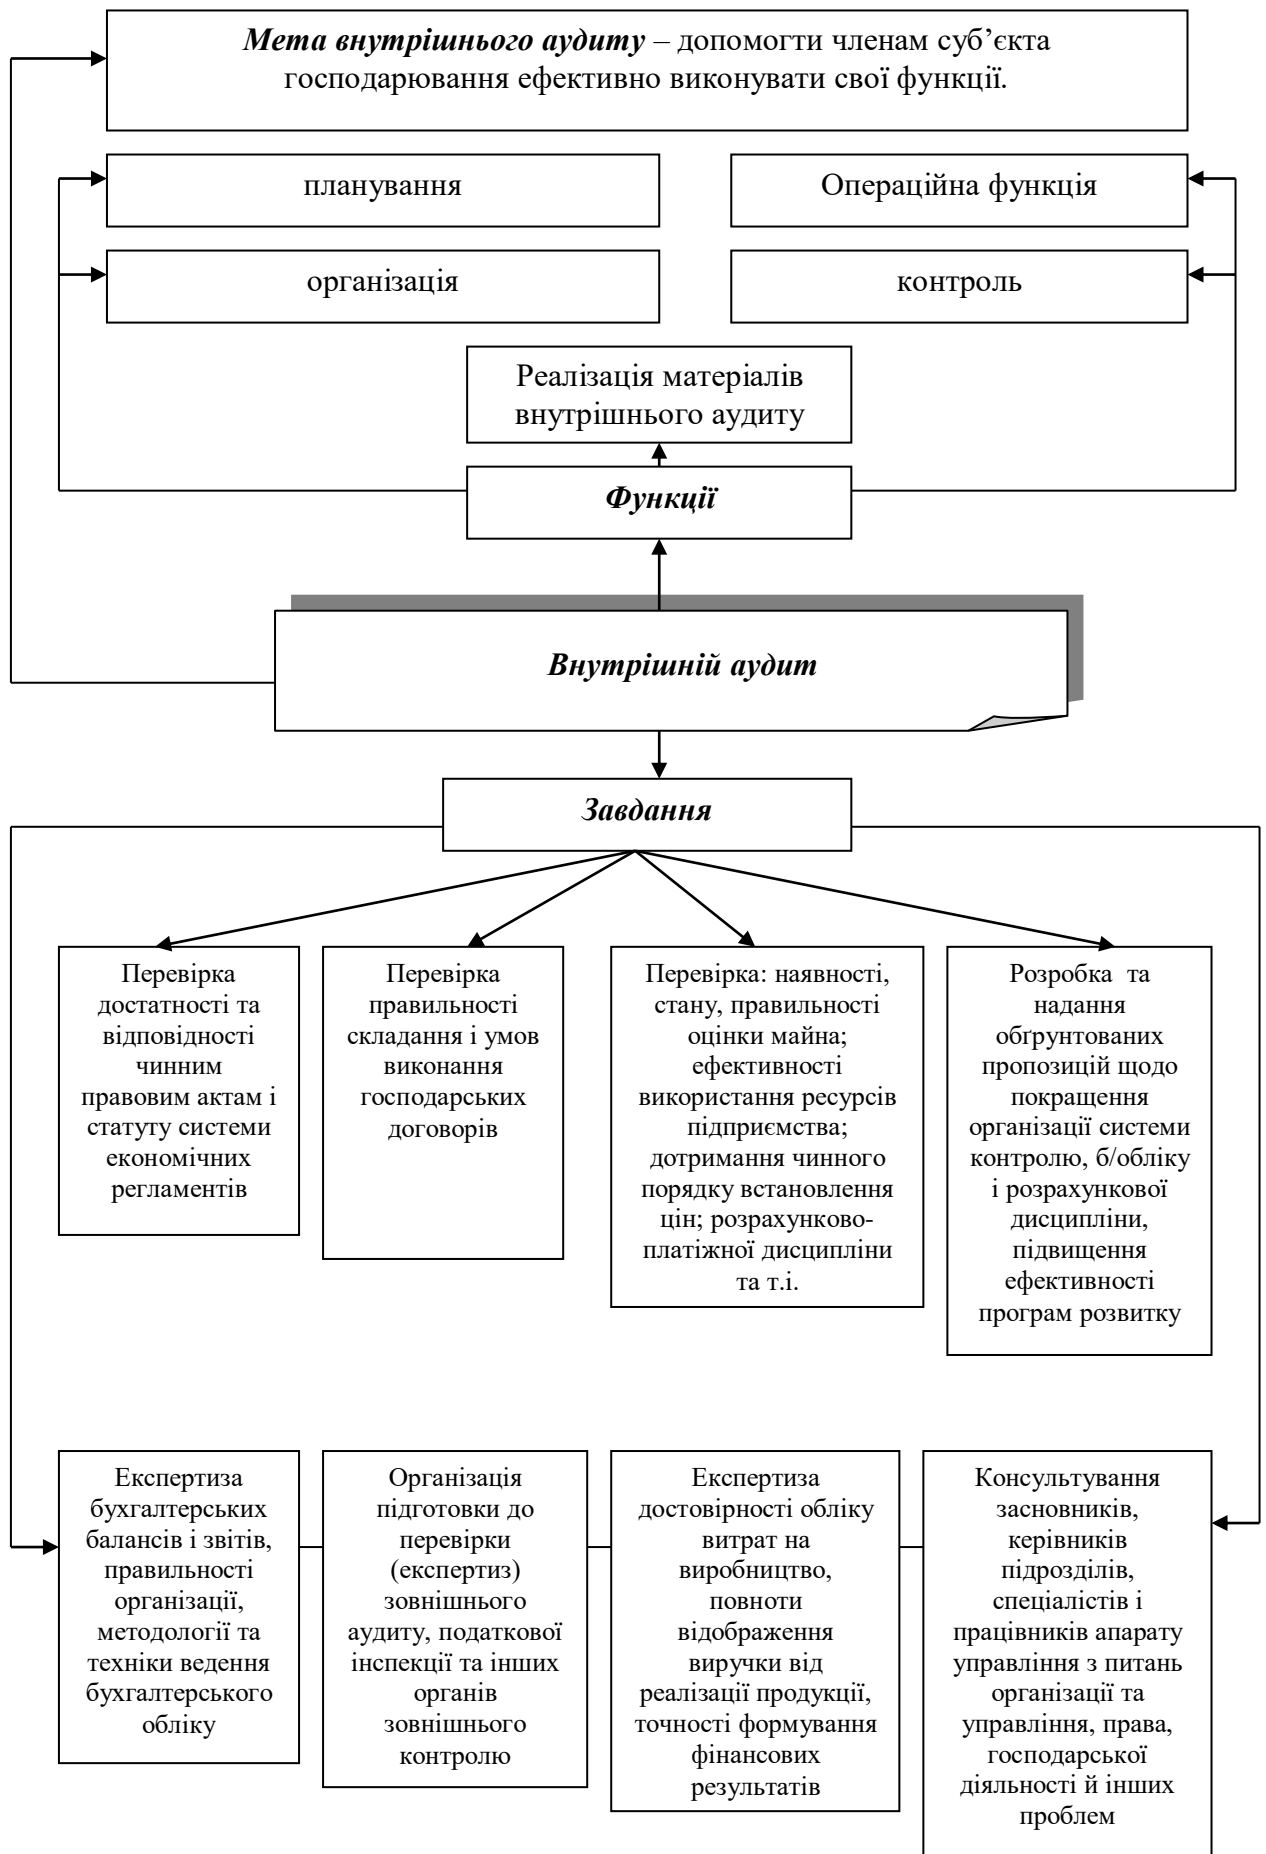 Мета внутрішнього аудиту – допомогти членам суб’єкта
господарювання ефективно виконувати свої функції.
планування
Операційна функція
організація
контроль
Реалізація матеріалів
внутрішнього аудиту
Функції
Внутрішній аудит
Завдання
Перевірка
достатності та
відповідності
чинним
правовим актам і
статуту системи
економічних
регламентів
Перевірка
правильності
складання і умов
виконання
господарських
договорів
Перевірка: наявності,
стану, правильності
оцінки майна;
ефективності
використання ресурсів
підприємства;
дотримання чинного
порядку встановлення
цін; розрахунково-
платіжної дисципліни
та т.і.
Розробка та
надання
обґрунтованих
пропозицій щодо
покращення
організації системи
контролю, б/обліку
і розрахункової
дисципліни,
підвищення
ефективності
програм розвитку
Експертиза
бухгалтерських
балансів і звітів,
правильності
організації,
методології та
техніки ведення
бухгалтерського
обліку
Організація
підготовки до
перевірки
(експертиз)
зовнішнього
аудиту, податкової
інспекції та інших
органів
зовнішнього
контролю
Експертиза
достовірності обліку
витрат на
виробництво,
повноти
відображення
виручки від
реалізації продукції,
точності формування
фінансових
результатів
Консультування
засновників,
керівників
підрозділів,
спеціалістів і
працівників апарату
управління з питань
організації та
управління, права,
господарської
діяльності й інших
проблем